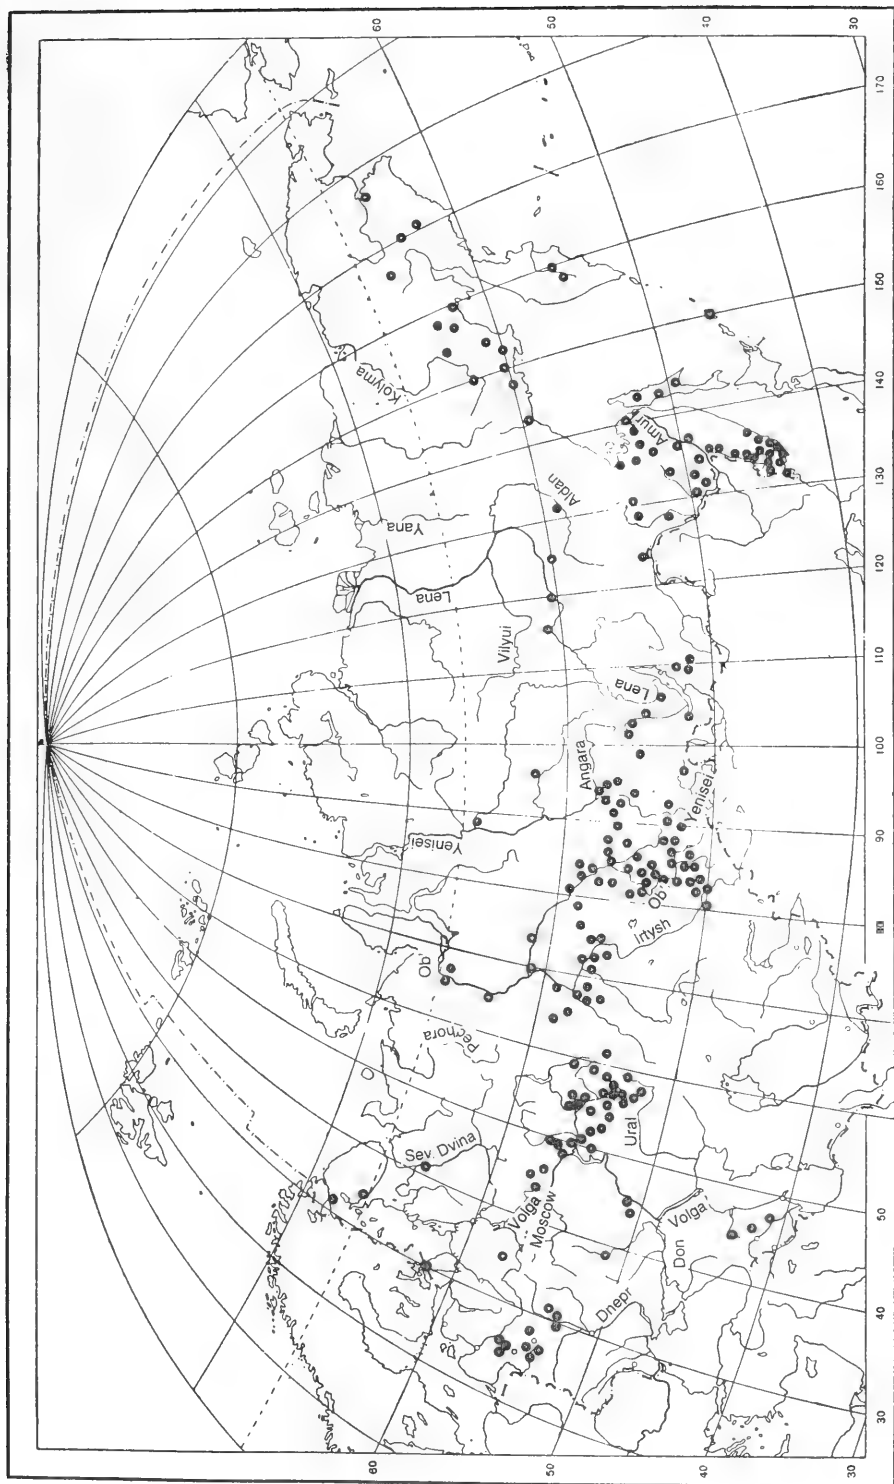 60
50
40
30
60
50
40
30
Kolyma
Yana
Lena
Aldan
Amur
Vilyui
Lena
Yenisei
Angara
Yenisei
Ob'
Ob'
Irtysh
Pechora
Sev. Dvina
Ural
Volga
Moscow
Volga
Don
Dnepr
30
40
50
90
100
110
120
130
140
150
160
170